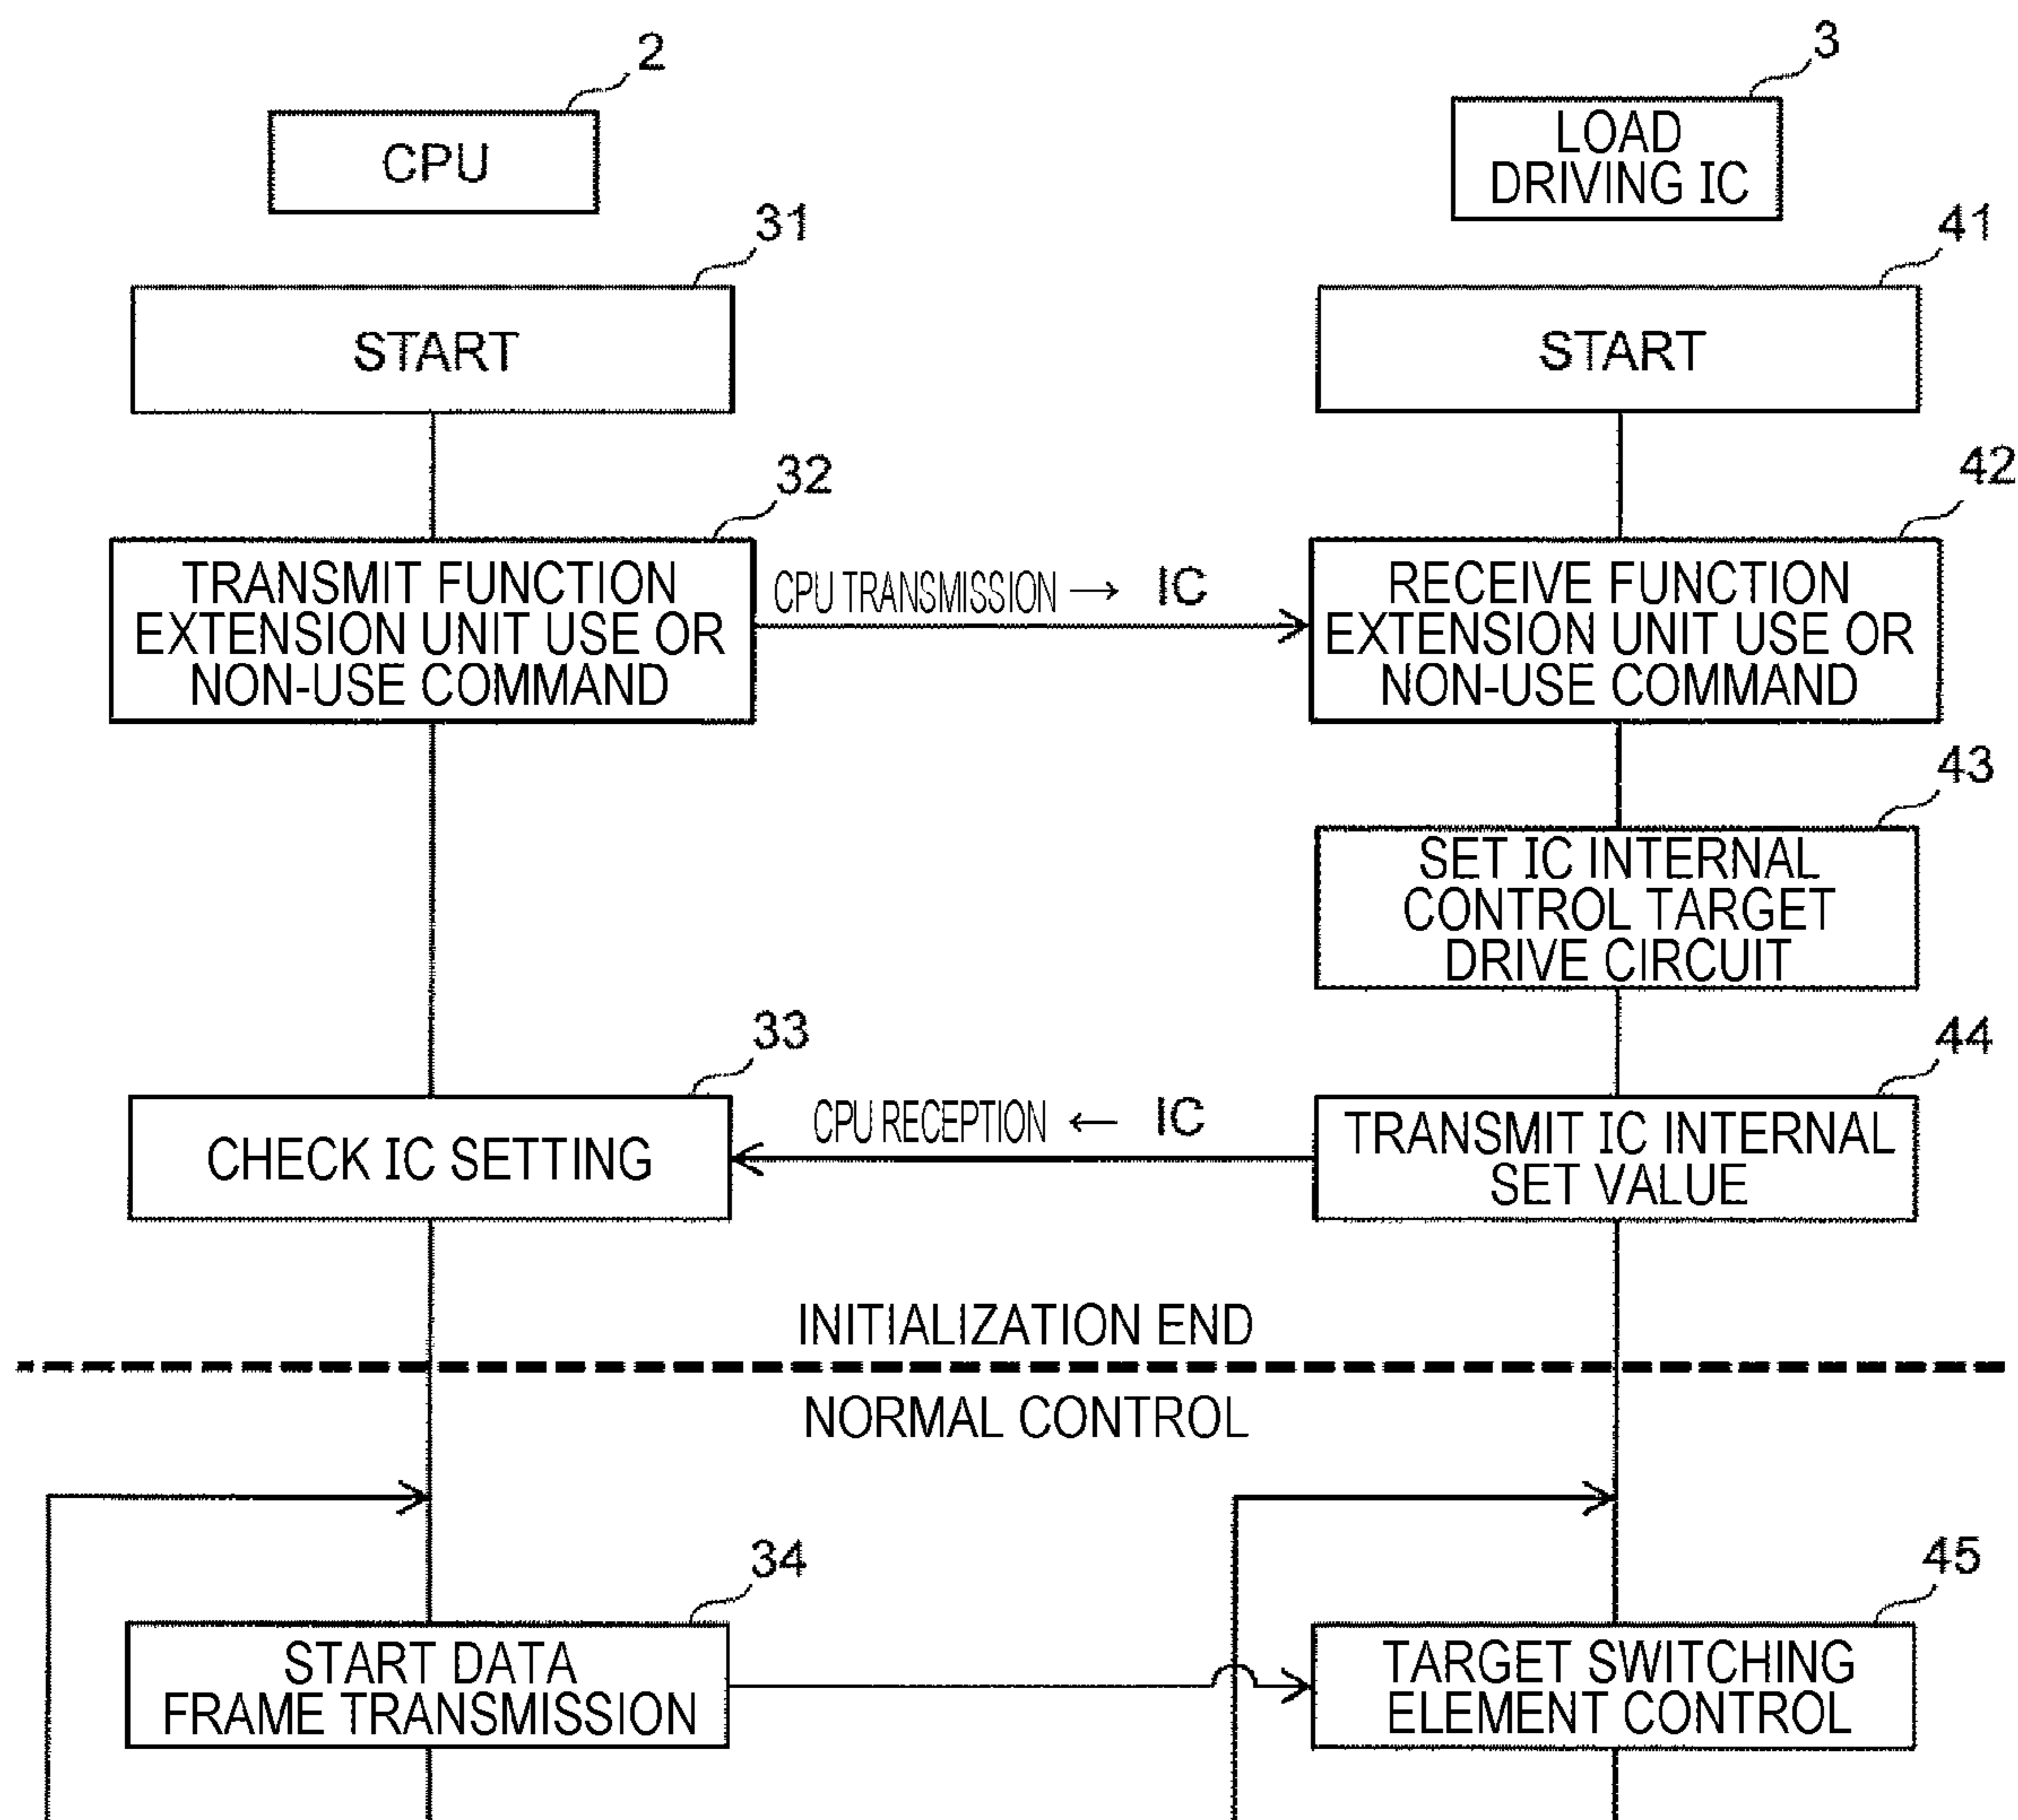 2
3
CPU
LOAD
DRIVING IC
31
41
START
START
32
42
TRANSMIT FUNCTION
EXTENSION UNIT USE OR
NON-USE COMMAND
CPU TRANSMISSION → IC
RECEIVE FUNCTION
EXTENSION UNIT USE OR
NON-USE COMMAND
43
SET IC INTERNAL
CONTROL TARGET
DRIVE CIRCUIT
33
44
CHECK IC SETTING
CPU RECEPTION ← IC
TRANSMIT IC INTERNAL
SET VALUE
INITIALIZATION END
NORMAL CONTROL
34
45
START DATA
FRAME TRANSMISSION
TARGET SWITCHING
ELEMENT CONTROL